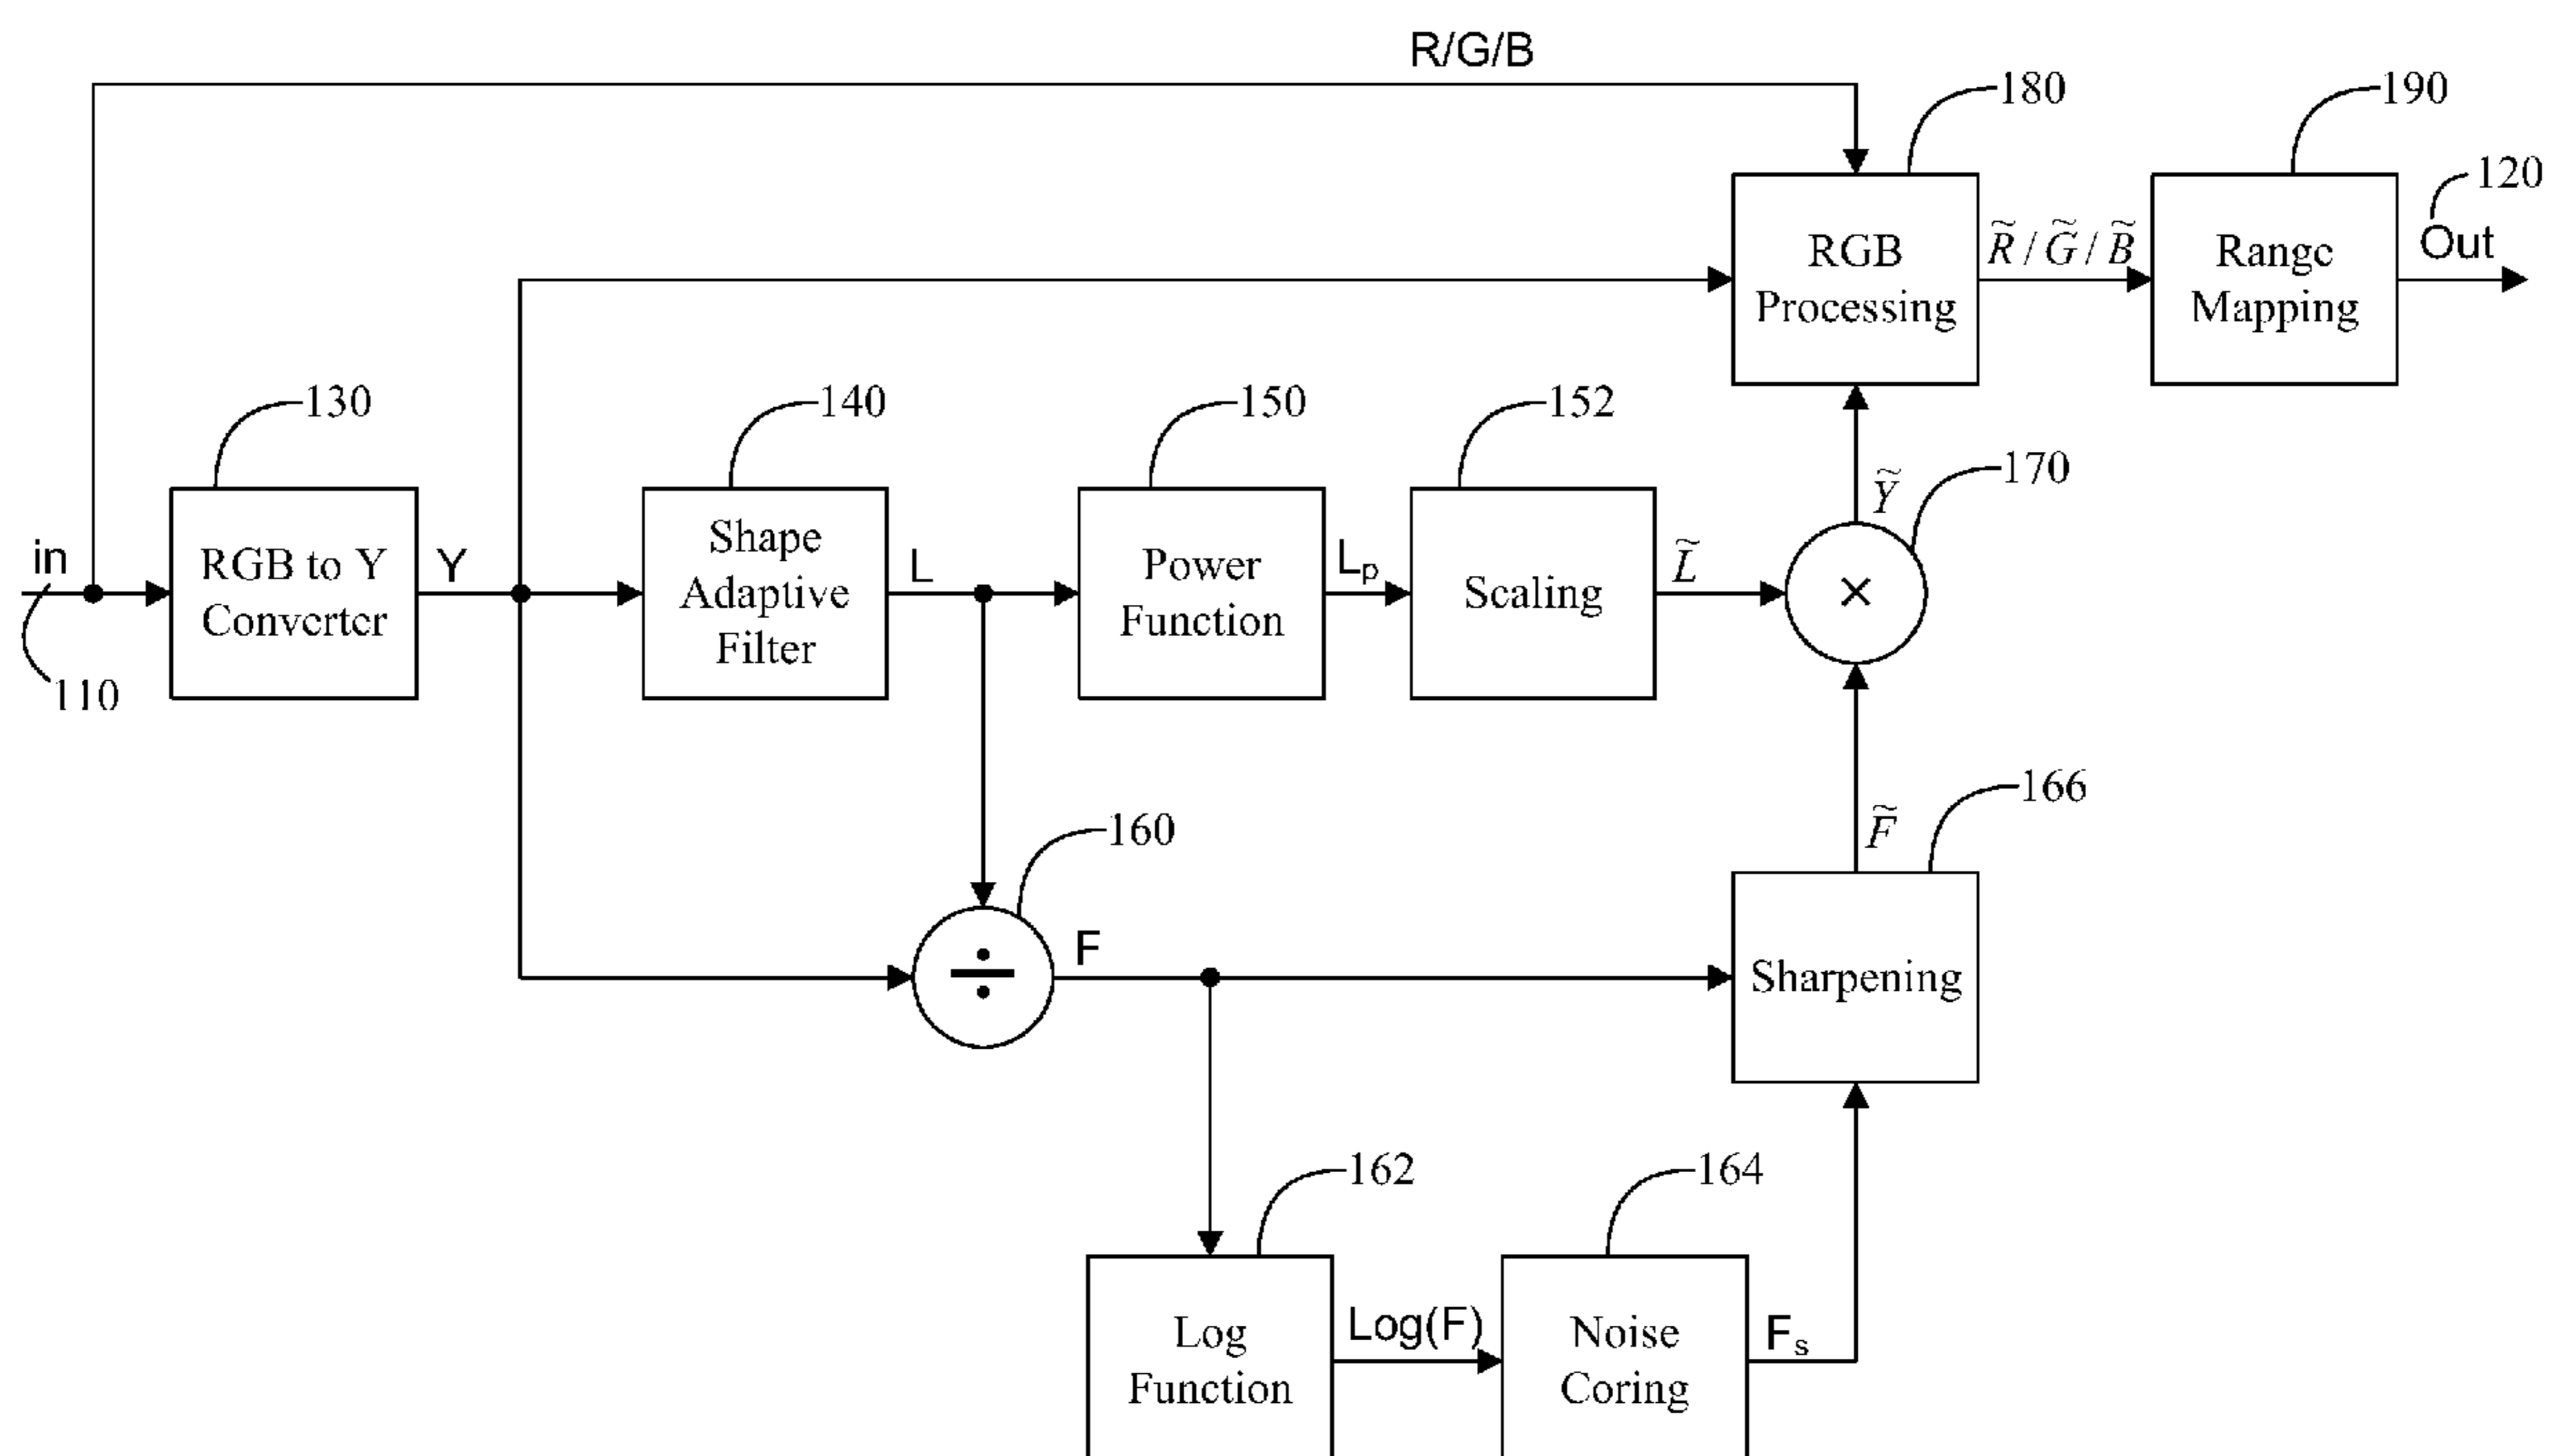 R/G/B
180
190
120
RGB
Processing
R̃ / G̃ / B̃
Range
Mapping
Out
130
140
150
152
170
in
110
RGB to Y
Converter
Y
Shape
Adaptive
Filter
L
Power
Function
Lₚ
Scaling
L̃
×
Ỹ
160
166
F̃
÷
F
Sharpening
162
164
Log
Function
Log(F)
Noise
Coring
Fₛ